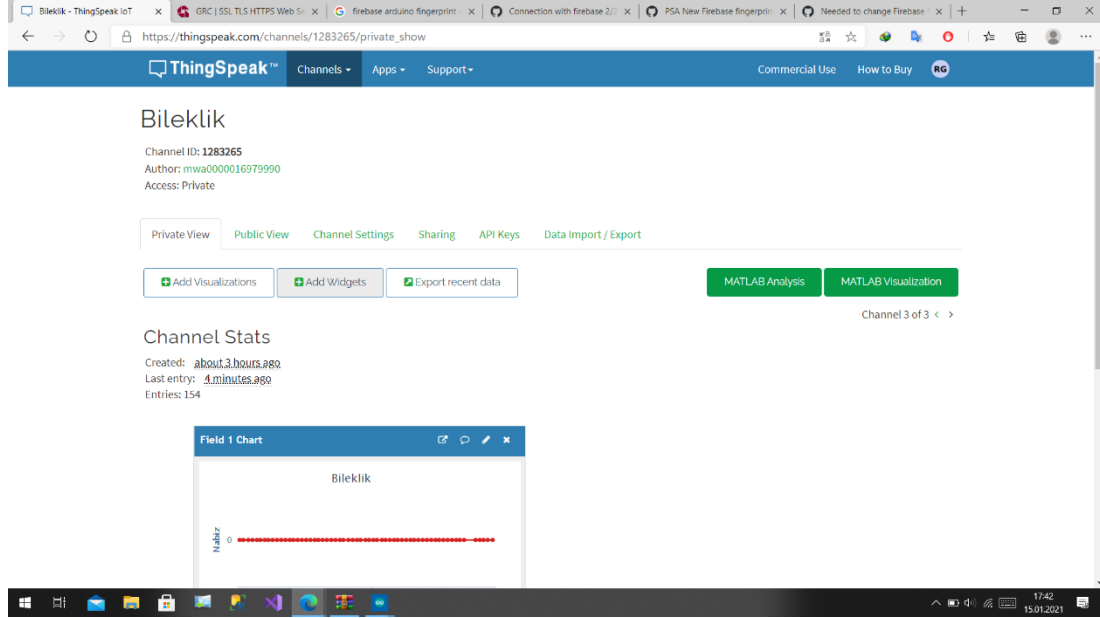 Bileklik - ThingSpeak IoT
GRC | SSL TLS HTTPS Web Se
firebase arduino fingerprint -
Connection with firebase 2/2
PSA New Firebase fingerprint
Needed to change Firebase
https://thingspeak.com/channels/1283265/private_show
ThingSpeak™ Channels Apps Support Commercial Use How to Buy RG
Bileklik
Channel ID: 1283265
Author: mwa0000016979990
Access: Private
Private View Public View Channel Settings Sharing API Keys Data Import / Export
Add Visualizations Add Widgets Export recent data MATLAB Analysis MATLAB Visualization
Channel 3 of 3 < >
Channel Stats
Created: about 3 hours ago
Last entry: 4 minutes ago
Entries: 154
Field 1 Chart
Bileklik
Nabiz
0
17:42
15.01.2021